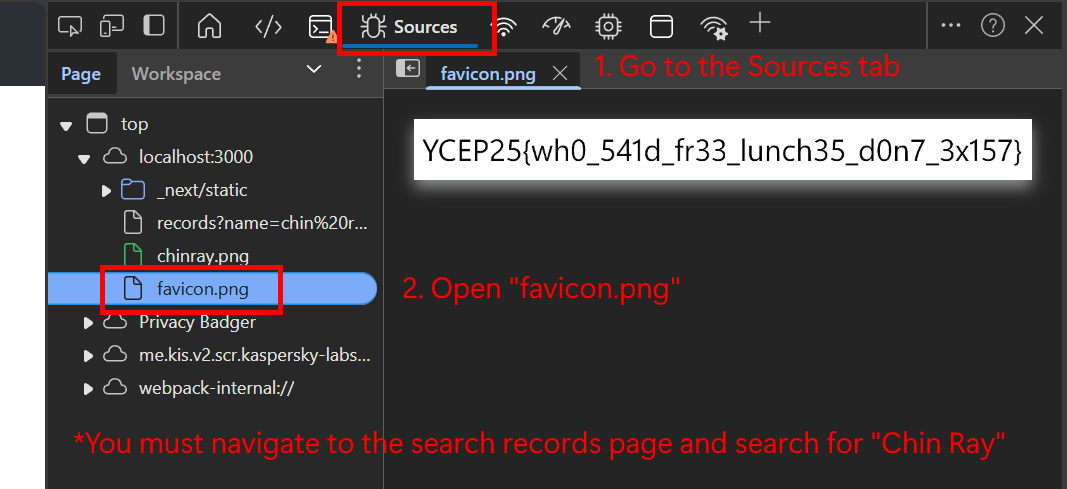 Sources
Page
Workspace
favicon.png
1. Go to the Sources tab
top
localhost:3000
_next/static
records?name=chin%20r...
chinray.png
favicon.png
Privacy Badger
me.kis.v2.scr.kaspersky-labs...
webpack-internal://
YCEP25{wh0_541d_fr33_lunch35_d0n7_3x157}
2. Open "favicon.png"
*You must navigate to the search records page and search for "Chin Ray"